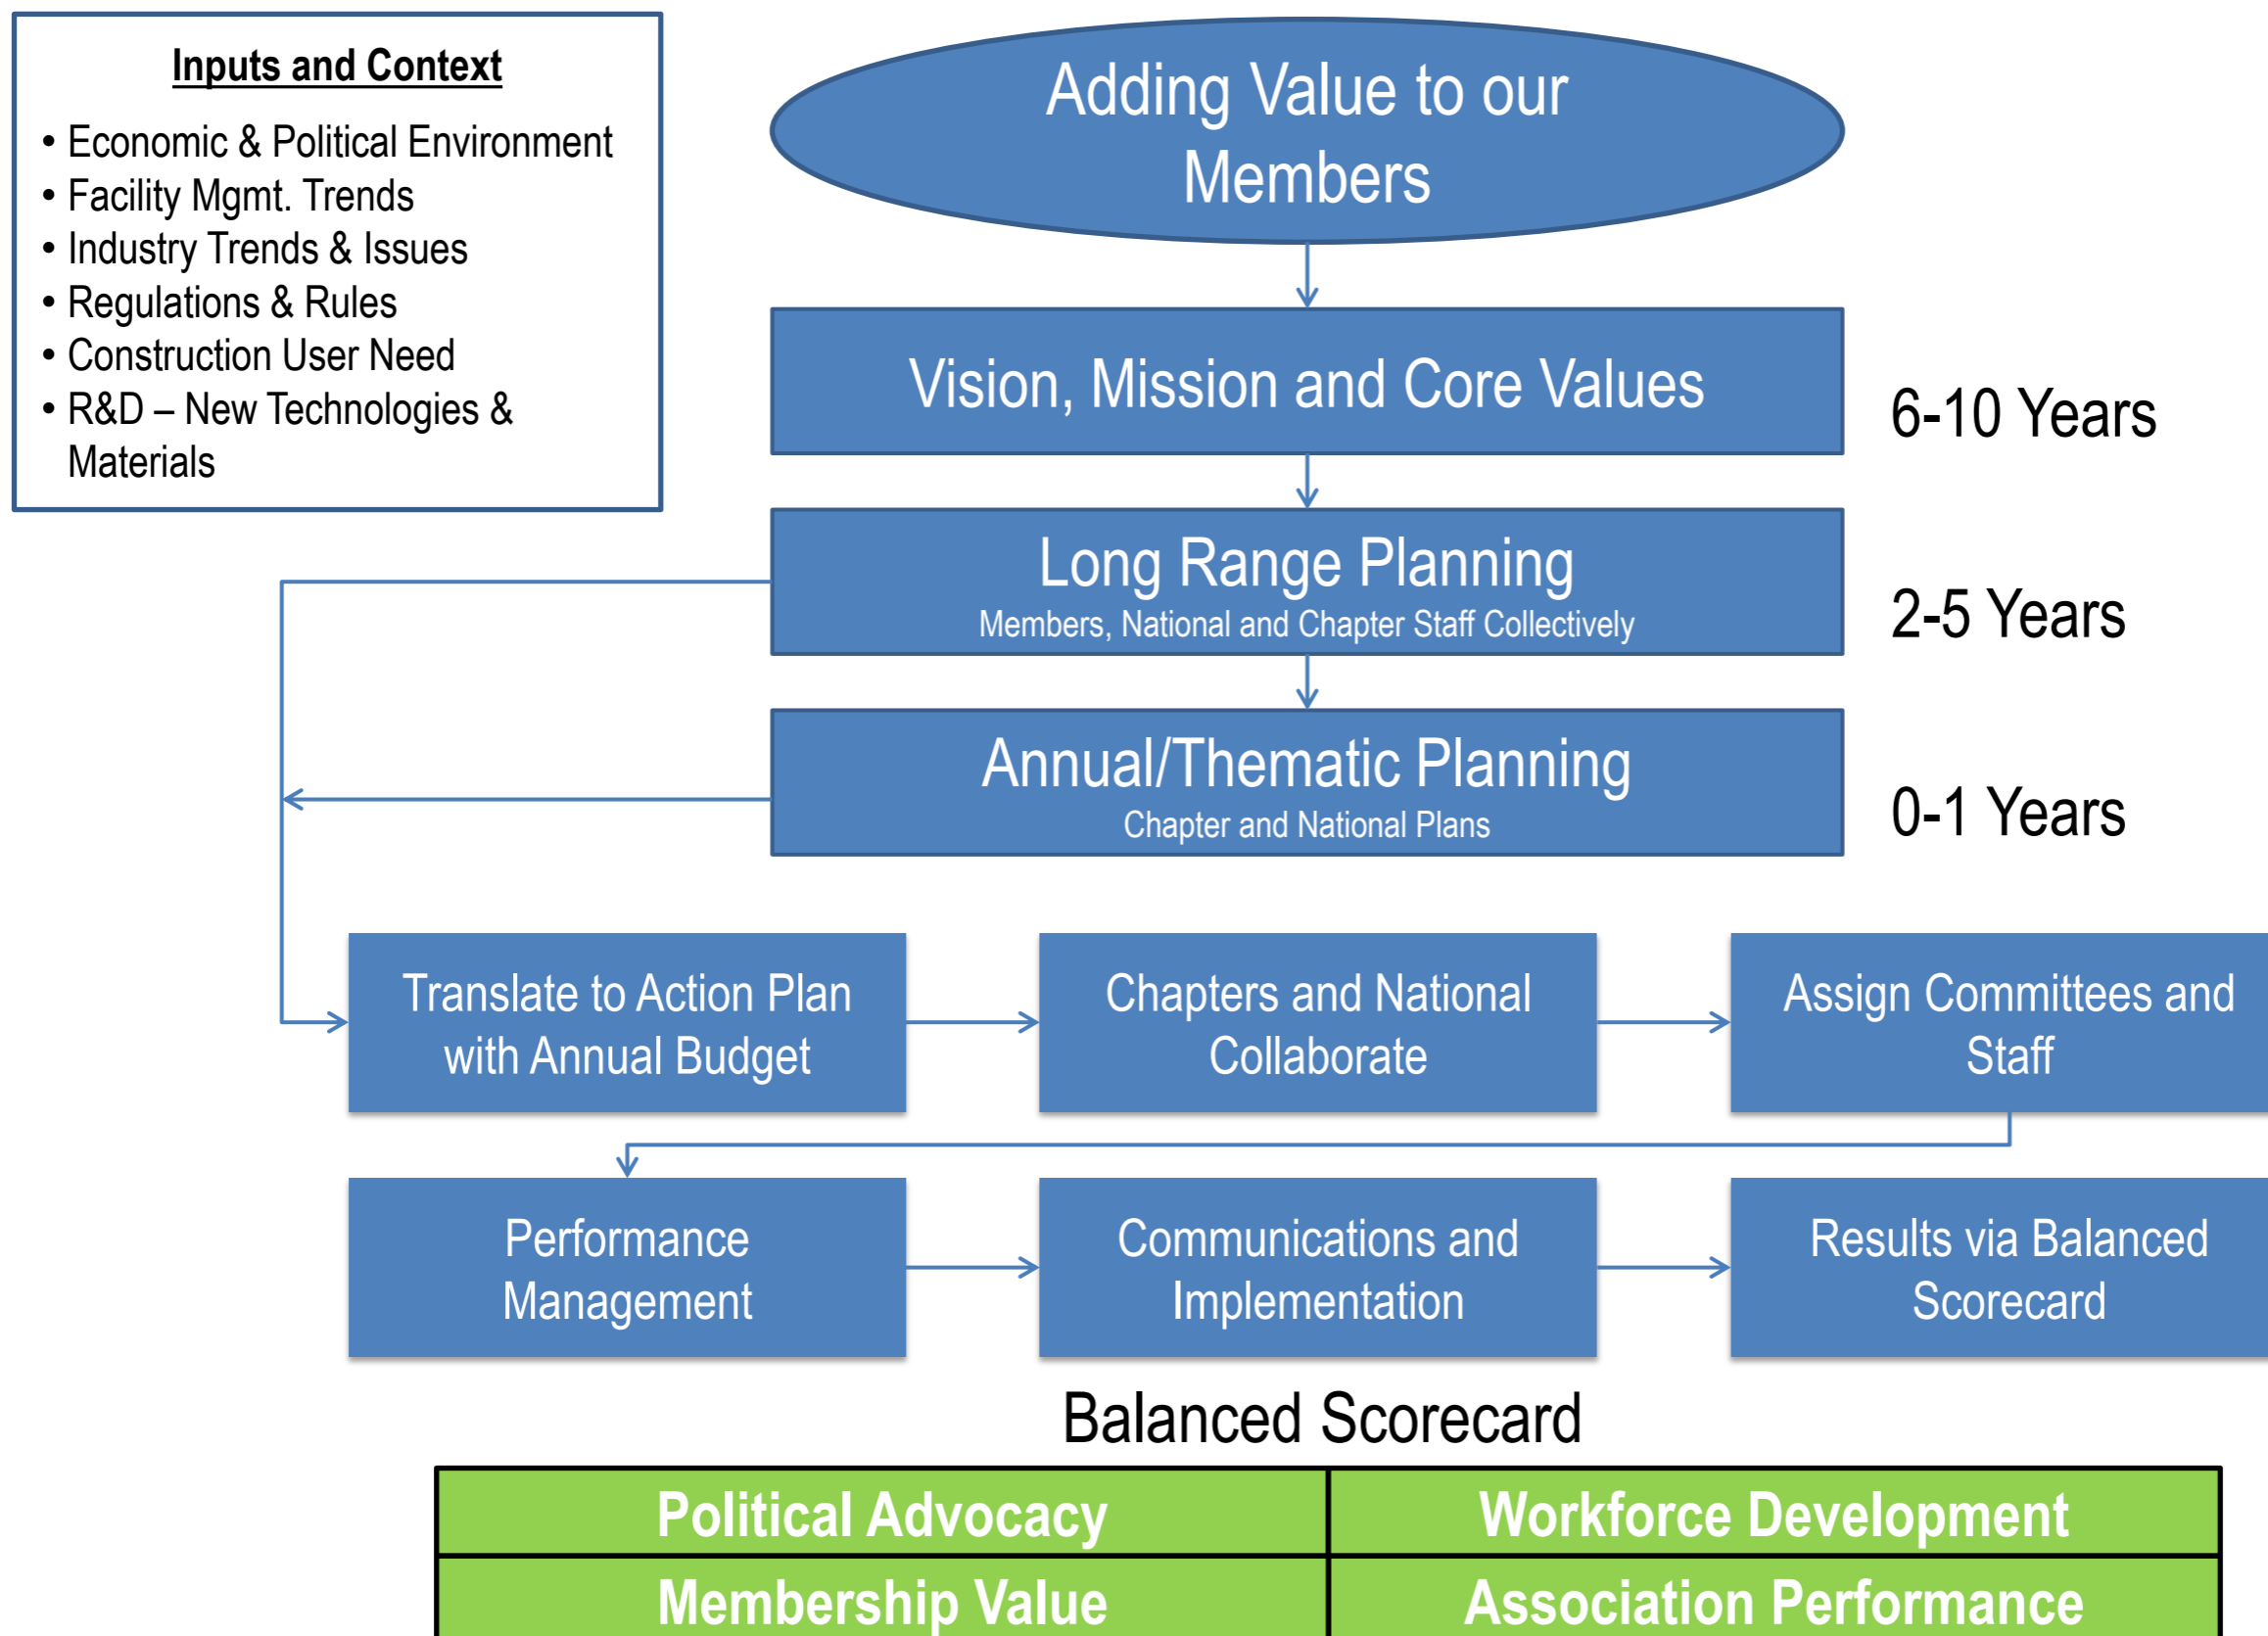 Inputs and Context
• Economic & Political Environment
• Facility Mgmt. Trends
• Industry Trends & Issues
• Regulations & Rules
• Construction User Need
• R&D – New Technologies &
Materials
Adding Value to our
Members
Vision, Mission and Core Values
6-10 Years
Long Range Planning
Members, National and Chapter Staff Collectively
2-5 Years
Annual/Thematic Planning
Chapter and National Plans
0-1 Years
Translate to Action Plan
with Annual Budget
Chapters and National
Collaborate
Assign Committees and
Staff
Performance
Management
Communications and
Implementation
Results via Balanced
Scorecard
Balanced Scorecard
Political Advocacy
Workforce Development
Membership Value
Association Performance